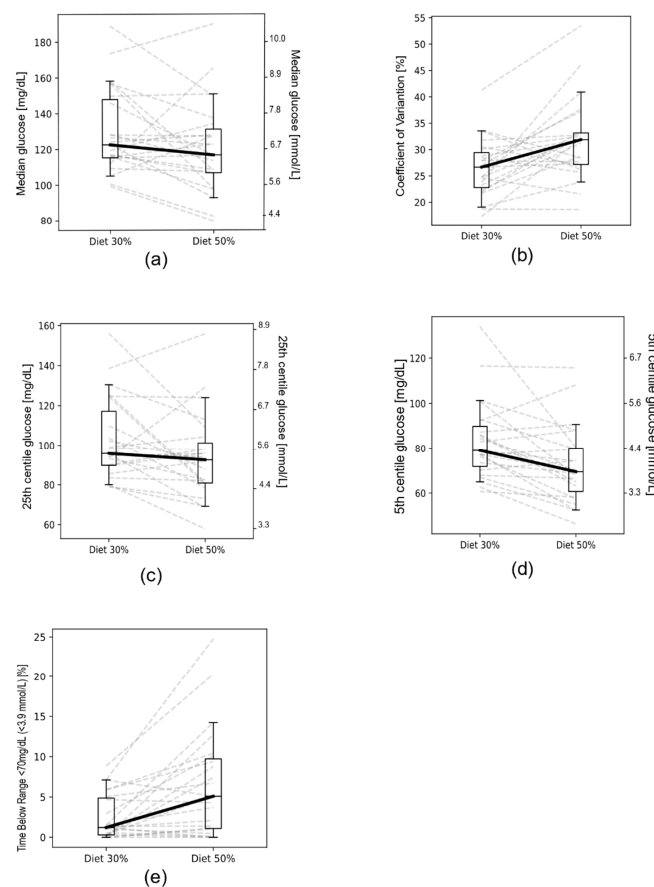 180
160
140
120
100
80
Median glucose [mg/dL]
10.0
8.9
7.8
6.7
5.6
4.4
Median glucose [mmol/L]
Diet 30%
Diet 50%
(a)
55
50
45
40
35
30
25
20
Coefficient of Variantion [%]
Diet 30%
Diet 50%
(b)
160
140
120
100
80
60
25th centile glucose [mg/dL]
8.9
7.8
6.7
5.6
4.4
3.3
25th centile glucose [mmol/L]
Diet 30%
Diet 50%
(c)
120
100
80
60
5th centile glucose [mg/dL]
6.7
5.6
4.4
3.3
5th centile glucose [mmol/L]
Diet 30%
Diet 50%
(d)
25
20
15
10
5
0
Time Below Range <70mg/dL (<3.9 mmol/L) [%]
Diet 30%
Diet 50%
(e)